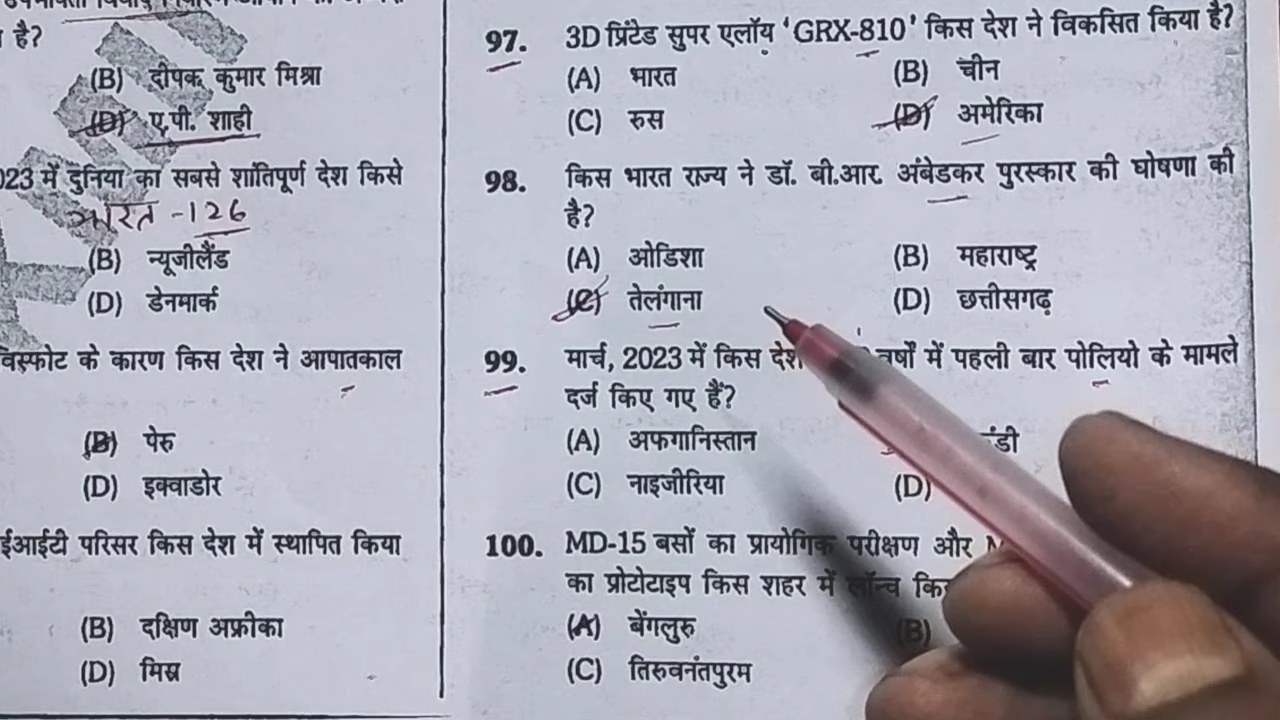 है?
(B) दीपक कुमार मिश्रा
(D) ए.पी. शाही
023 में दुनिया का सबसे शांतिपूर्ण देश किसे
भारत -126
(B) न्यूजीलैंड
(D) डेनमार्क
विस्फोट के कारण किस देश ने आपातकाल
(B) पेरु
(D) इक्वाडोर
ईआईटी परिसर किस देश में स्थापित किया
(B) दक्षिण अफ्रीका
(D) मिस्र
97. 3D प्रिंटेड सुपर एलॉय 'GRX-810' किस देश ने विकसित किया है?
(A) भारत (B) चीन
(C) रुस (D) अमेरिका
98. किस भारत राज्य ने डॉ. बी.आर. अंबेडकर पुरस्कार की घोषणा की
है?
(A) ओडिशा (B) महाराष्ट्र
(C) तेलंगाना (D) छत्तीसगढ़
99. मार्च, 2023 में किस देश वर्षों में पहली बार पोलियो के मामले
दर्ज किए गए हैं?
(A) अफगानिस्तान
(C) नाइजीरिया (D)
100. MD-15 बसों का प्रायोगिक परीक्षण और
का प्रोटोटाइप किस शहर में लॉन्च
(A) बेंगलुरु (B)
(C) तिरुवनंतपुरम